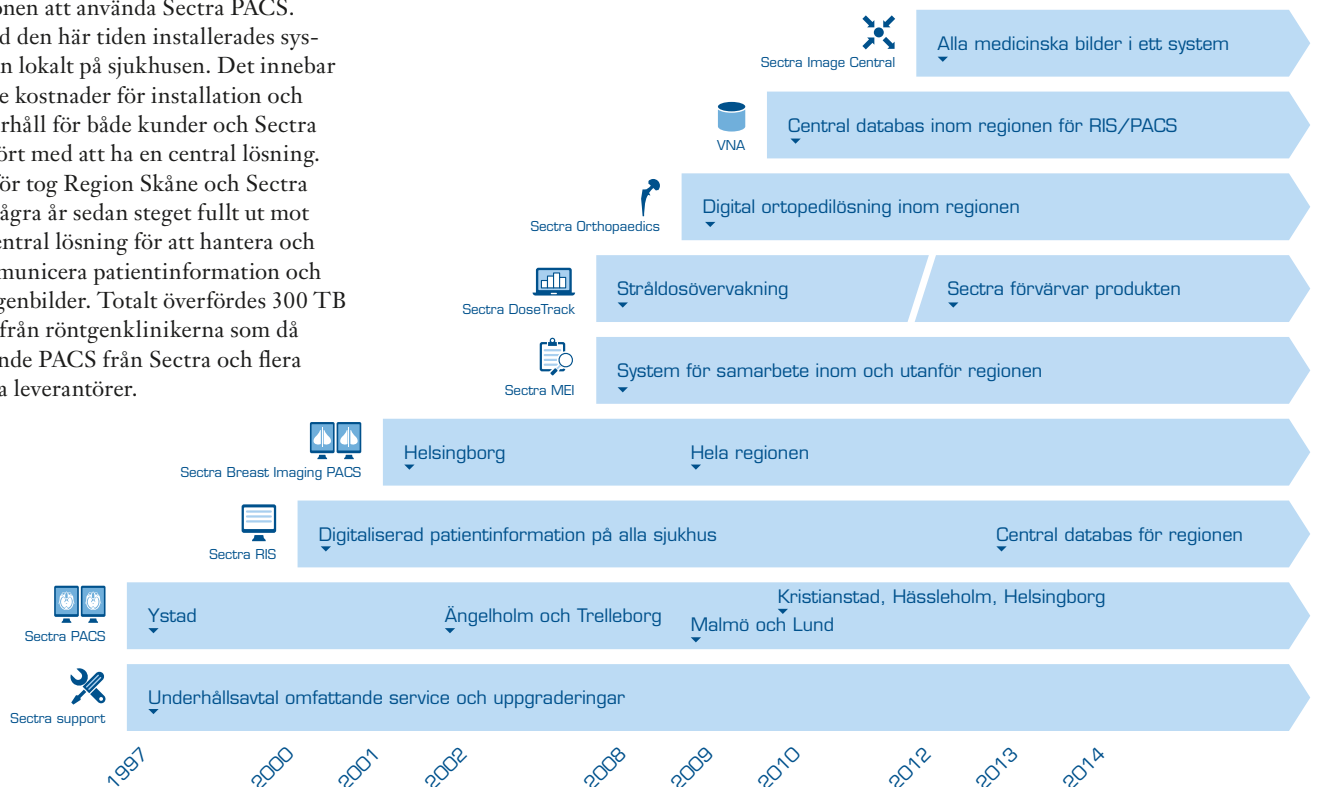 onen att använda Sectra PACS.
d den här tiden installerades sys-
n lokalt på sjukhusen. Det innebar
e kostnader för installation och
rhåll för både kunder och Sectra
ört med att ha en central lösning.
för tog Region Skåne och Sectra
ågra år sedan steget fullt ut mot
entral lösning för att hantera och
municera patientinformation och
genbilder. Totalt överfördes 300 TB
från röntgenklinikerna som då
nde PACS från Sectra och flera
a leverantörer.
Sectra Image Central
Alla medicinska bilder i ett system
VNA
Central databas inom regionen för RIS/PACS
Sectra Orthopaedics
Digital ortopedilösning inom regionen
Sectra DoseTrack
Stråldosövervakning
Sectra förvärvar produkten
Sectra MEI
System för samarbete inom och utanför regionen
Sectra Breast Imaging PACS
Helsingborg
Hela regionen
Sectra RIS
Digitaliserad patientinformation på alla sjukhus
Central databas för regionen
Sectra PACS
Ystad
Ängelholm och Trelleborg
Malmö och Lund
Kristianstad, Hässleholm, Helsingborg
Sectra support
Underhållsavtal omfattande service och uppgraderingar
1997
2000
2001
2002
2008
2009
2010
2012
2013
2014